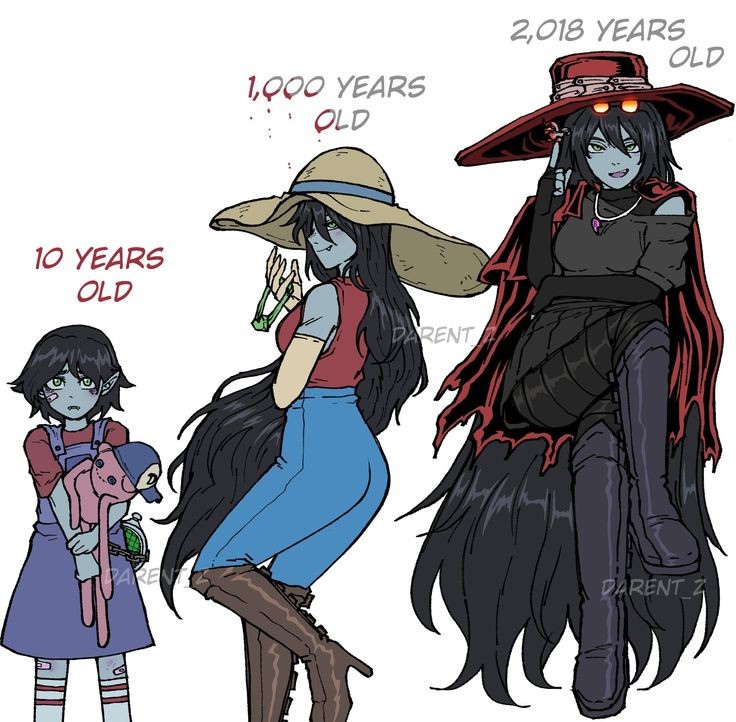 2,018 YEARS
OLD
1,000 YEARS
OLD
10 YEARS
OLD
DARENT_Z
DARENT_Z
DARENT_Z